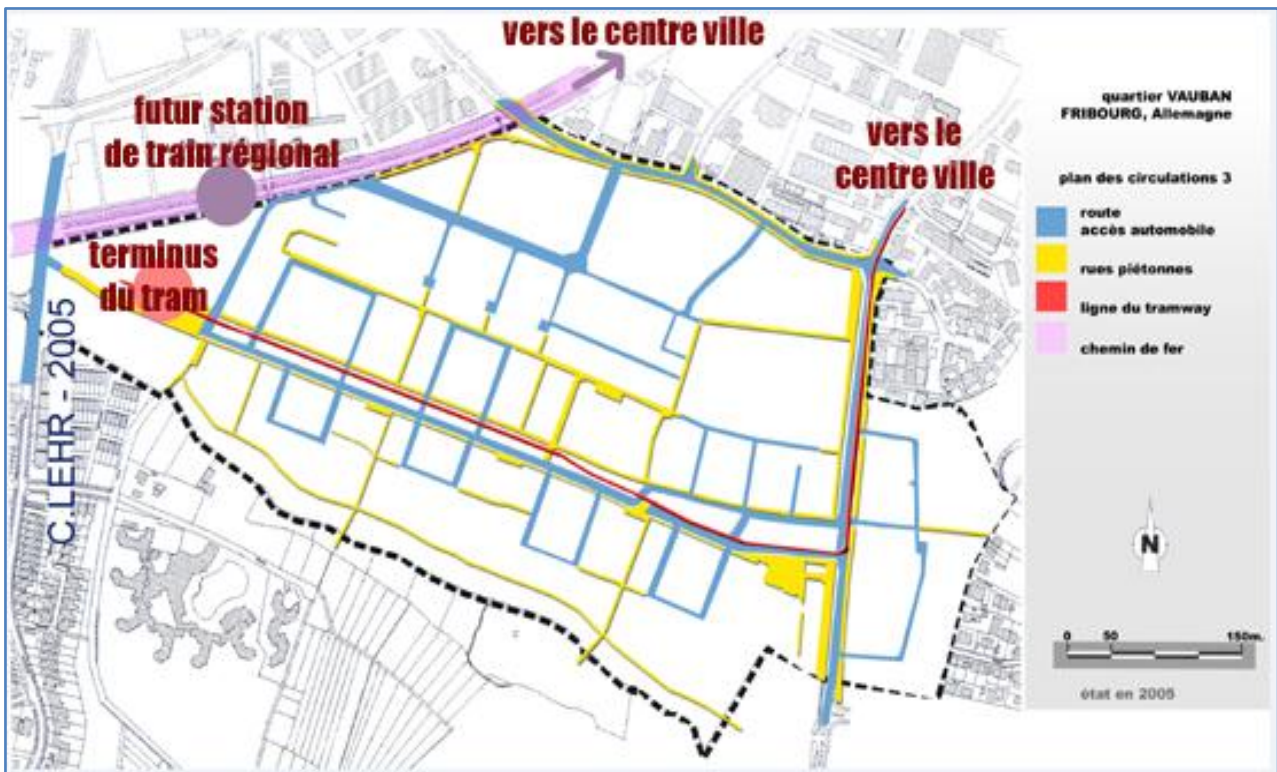 vers le centre ville
futur station
de train régional
vers le
centre ville
terminus
du tram
C.LEHR - 2005
quartier VAUBAN
FRIBOURG, Allemagne
plan des circulations 3
route
accès automobile
rues piétonnes
ligne du tramway
chemin de fer
N
0 50 150m.
état en 2005